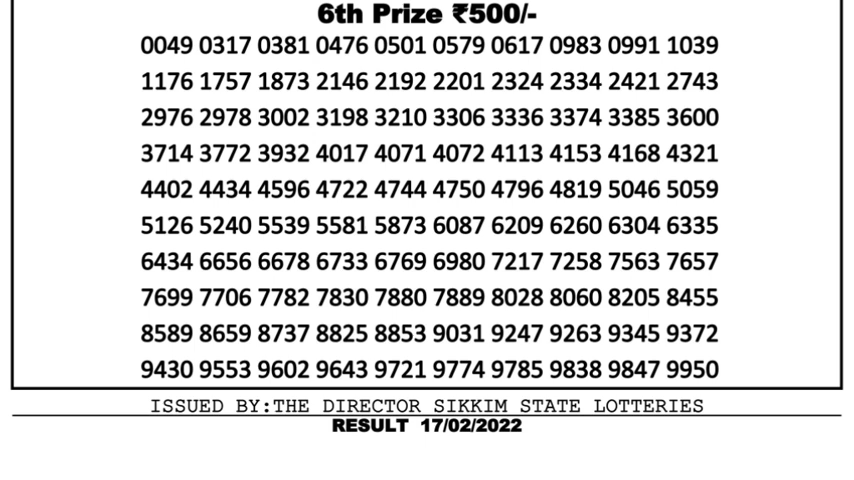 6th Prize ₹500/-
0049 0317 0381 0476 0501 0579 0617 0983 0991 1039
1176 1757 1873 2146 2192 2201 2324 2334 2421 2743
2976 2978 3002 3198 3210 3306 3336 3374 3385 3600
3714 3772 3932 4017 4071 4072 4113 4153 4168 4321
4402 4434 4596 4722 4744 4750 4796 4819 5046 5059
5126 5240 5539 5581 5873 6087 6209 6260 6304 6335
6434 6656 6678 6733 6769 6980 7217 7258 7563 7657
7699 7706 7782 7830 7880 7889 8028 8060 8205 8455
8589 8659 8737 8825 8853 9031 9247 9263 9345 9372
9430 9553 9602 9643 9721 9774 9785 9838 9847 9950
ISSUED BY:THE DIRECTOR SIKKIM STATE LOTTERIES
RESULT 17/02/2022